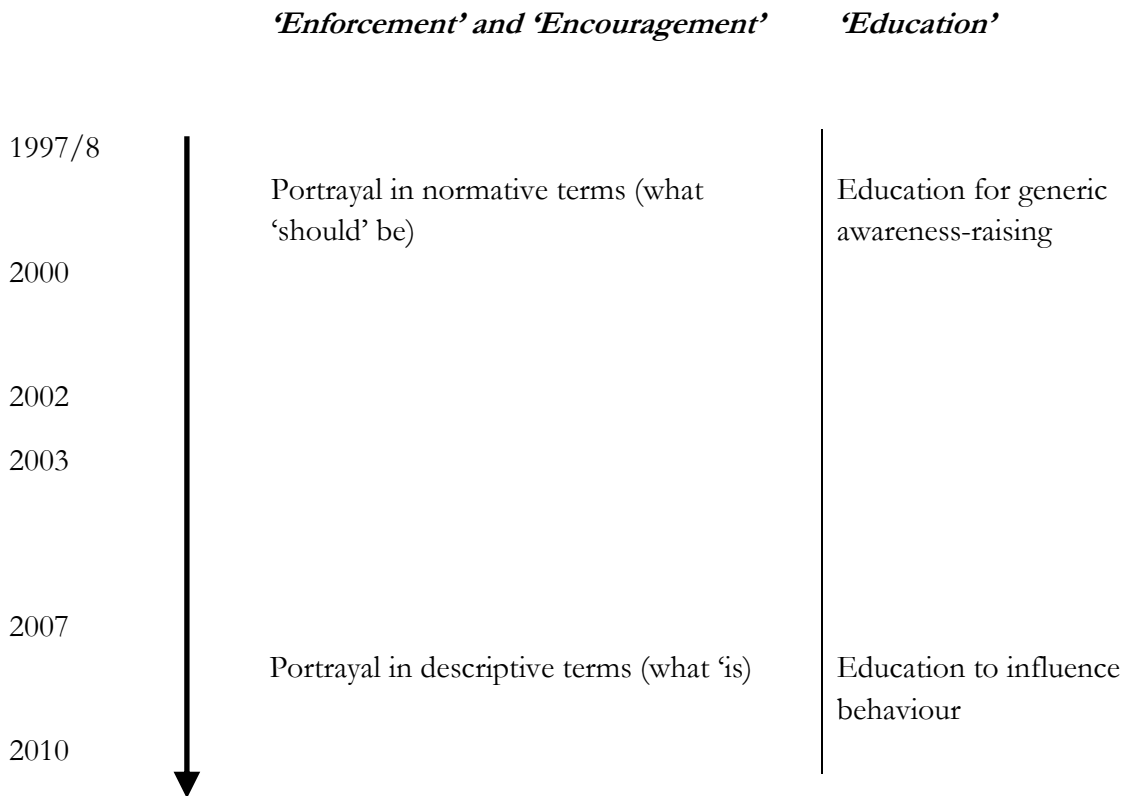 ‘Enforcement’ and ‘Encouragement’ ‘Education’
1997/8
Portrayal in normative terms (what Education for generic
‘should’ be) awareness-raising
2000
2002
2003
2007
Portrayal in descriptive terms (what ‘is) Education to influence
behaviour
2010